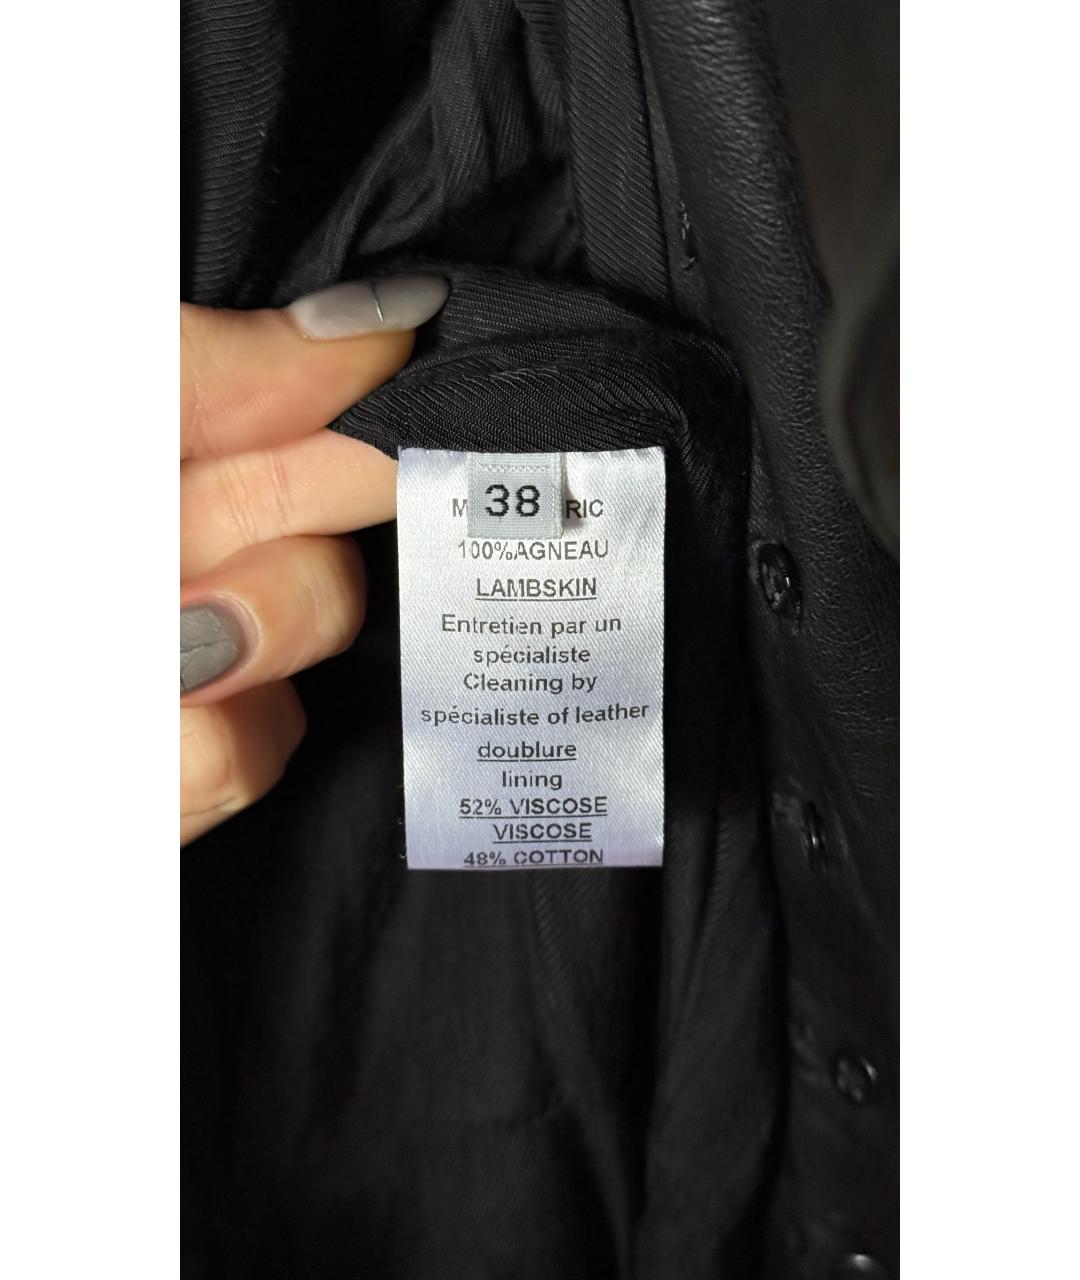 38
RIC
100%AGNEAU
LAMBSKIN
Entretien par un
spécialiste
Cleaning by
spécialiste of leather
doublure
lining
52% VISCOSE
VISCOSE
48% COTTON